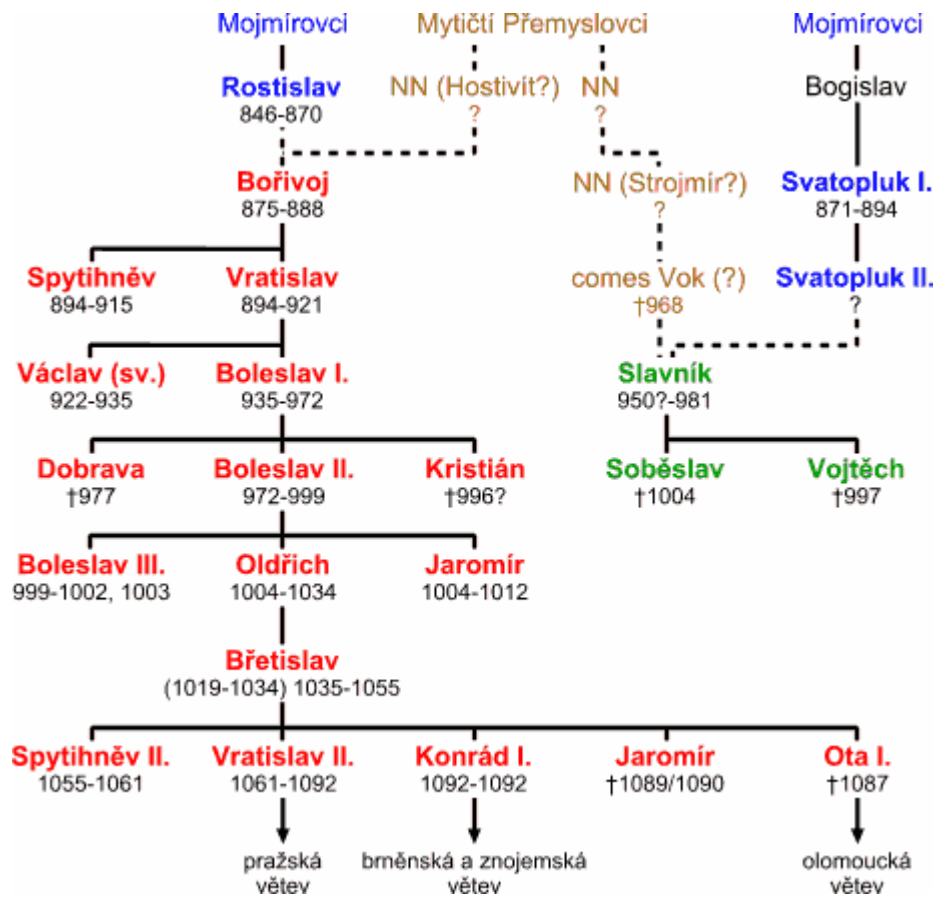 Mojmírovci Mytičtí Přemyslovci Mojmírovci
Rostislav NN (Hostivít?) NN Bogislav
846-870 ? ?
Bořivoj NN (Strojmír?) Svatopluk I.
875-888 ? 871-894
Spytihněv Vratislav comes Vok (?) Svatopluk II.
894-915 894-921 †968 ?
Václav (sv.) Boleslav I. Slavník
922-935 935-972 950?-981
Dobrava Boleslav II. Kristián Soběslav Vojtěch
†977 972-999 †996? †1004 †997
Boleslav III. Oldřich Jaromír
999-1002, 1003 1004-1034 1004-1012
Břetislav
(1019-1034) 1035-1055
Spytihněv II. Vratislav II. Konrád I. Jaromír Ota I.
1055-1061 1061-1092 1092-1092 †1089/1090 †1087
pražská brněnská a znojemská olomoucká
větev větev větev